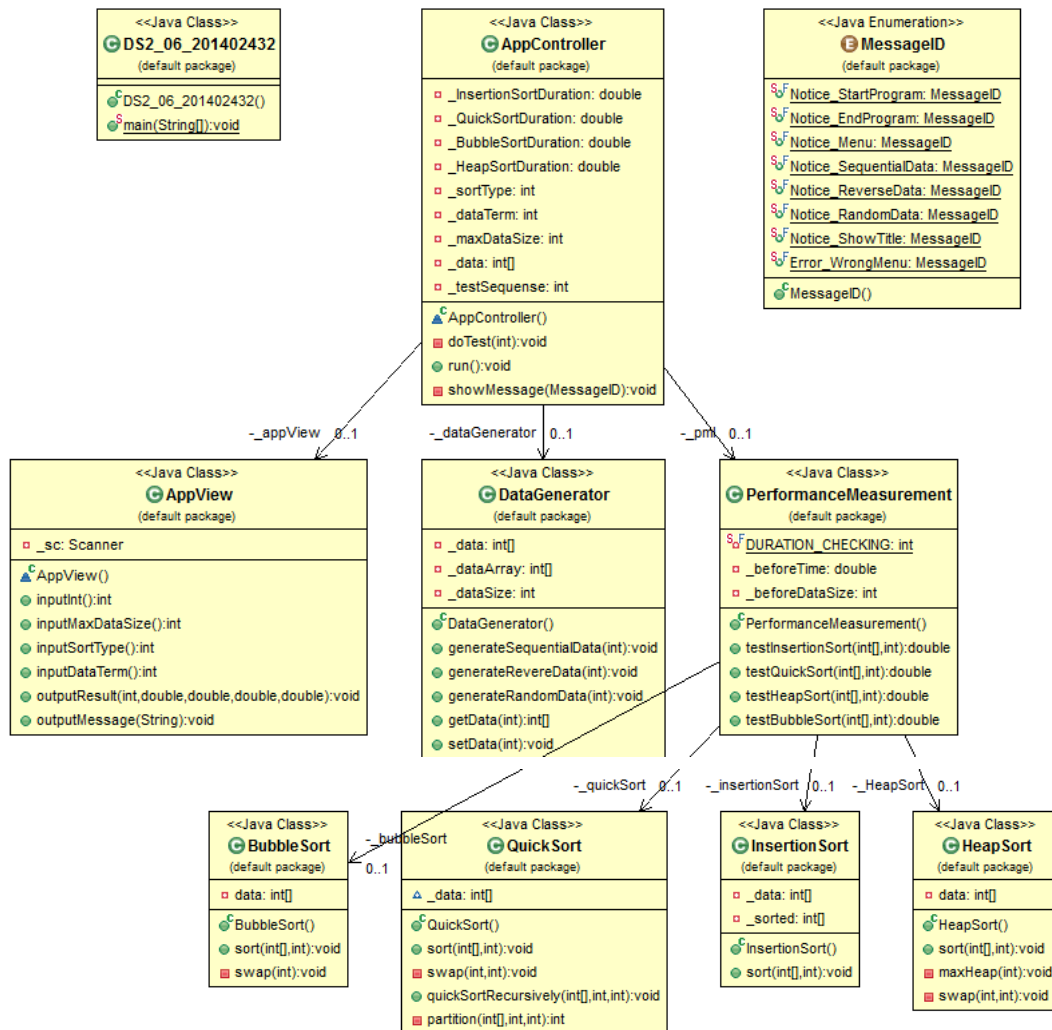 <<Java Class>>
DS2_06_201402432
(default package)
DS2_06_201402432()
main(String[]):void
<<Java Class>>
AppController
(default package)
_InsertionSortDuration: double
_QuickSortDuration: double
_BubbleSortDuration: double
_HeapSortDuration: double
_sortType: int
_dataTerm: int
_maxDataSize: int
_data: int[]
_testSequense: int
AppController()
doTest(int):void
run():void
showMessage(MessageID):void
<<Java Enumeration>>
MessageID
(default package)
Notice_StartProgram: MessageID
Notice_EndProgram: MessageID
Notice_Menu: MessageID
Notice_SequentialData: MessageID
Notice_ReverseData: MessageID
Notice_RandomData: MessageID
Notice_ShowTitle: MessageID
Error_WrongMenu: MessageID
MessageID()
-_appView 0..1
-_dataGenerator 0..1
-_pml 0..1
<<Java Class>>
AppView
(default package)
_sc: Scanner
AppView()
inputInt():int
inputMaxDataSize():int
inputSortType():int
inputDataTerm():int
outputResult(int,double,double,double,double):void
outputMessage(String):void
<<Java Class>>
DataGenerator
(default package)
_data: int[]
_dataArray: int[]
_dataSize: int
DataGenerator()
generateSequentialData(int):void
generateRevereData(int):void
generateRandomData(int):void
getData(int):int[]
setData(int):void
<<Java Class>>
PerformanceMeasurement
(default package)
DURATION_CHECKING: int
_beforeTime: double
_beforeDataSize: int
PerformanceMeasurement()
testInsertionSort(int[],int):double
testQuickSort(int[],int):double
testHeapSort(int[],int):double
testBubbleSort(int[],int):double
-_bubbleSort
0..1
-_quickSort 0..1
-_insertionSort 0..1
-_HeapSort 0..1
<<Java Class>>
BubbleSort
(default package)
data: int[]
BubbleSort()
sort(int[],int):void
swap(int):void
<<Java Class>>
QuickSort
(default package)
_data: int[]
QuickSort()
sort(int[],int):void
swap(int,int):void
quickSortRecursively(int[],int,int):void
partition(int[],int,int):int
<<Java Class>>
InsertionSort
(default package)
_data: int[]
_sorted: int[]
InsertionSort()
sort(int[],int):void
<<Java Class>>
HeapSort
(default package)
data: int[]
HeapSort()
sort(int[],int):void
maxHeap(int):void
swap(int,int):void